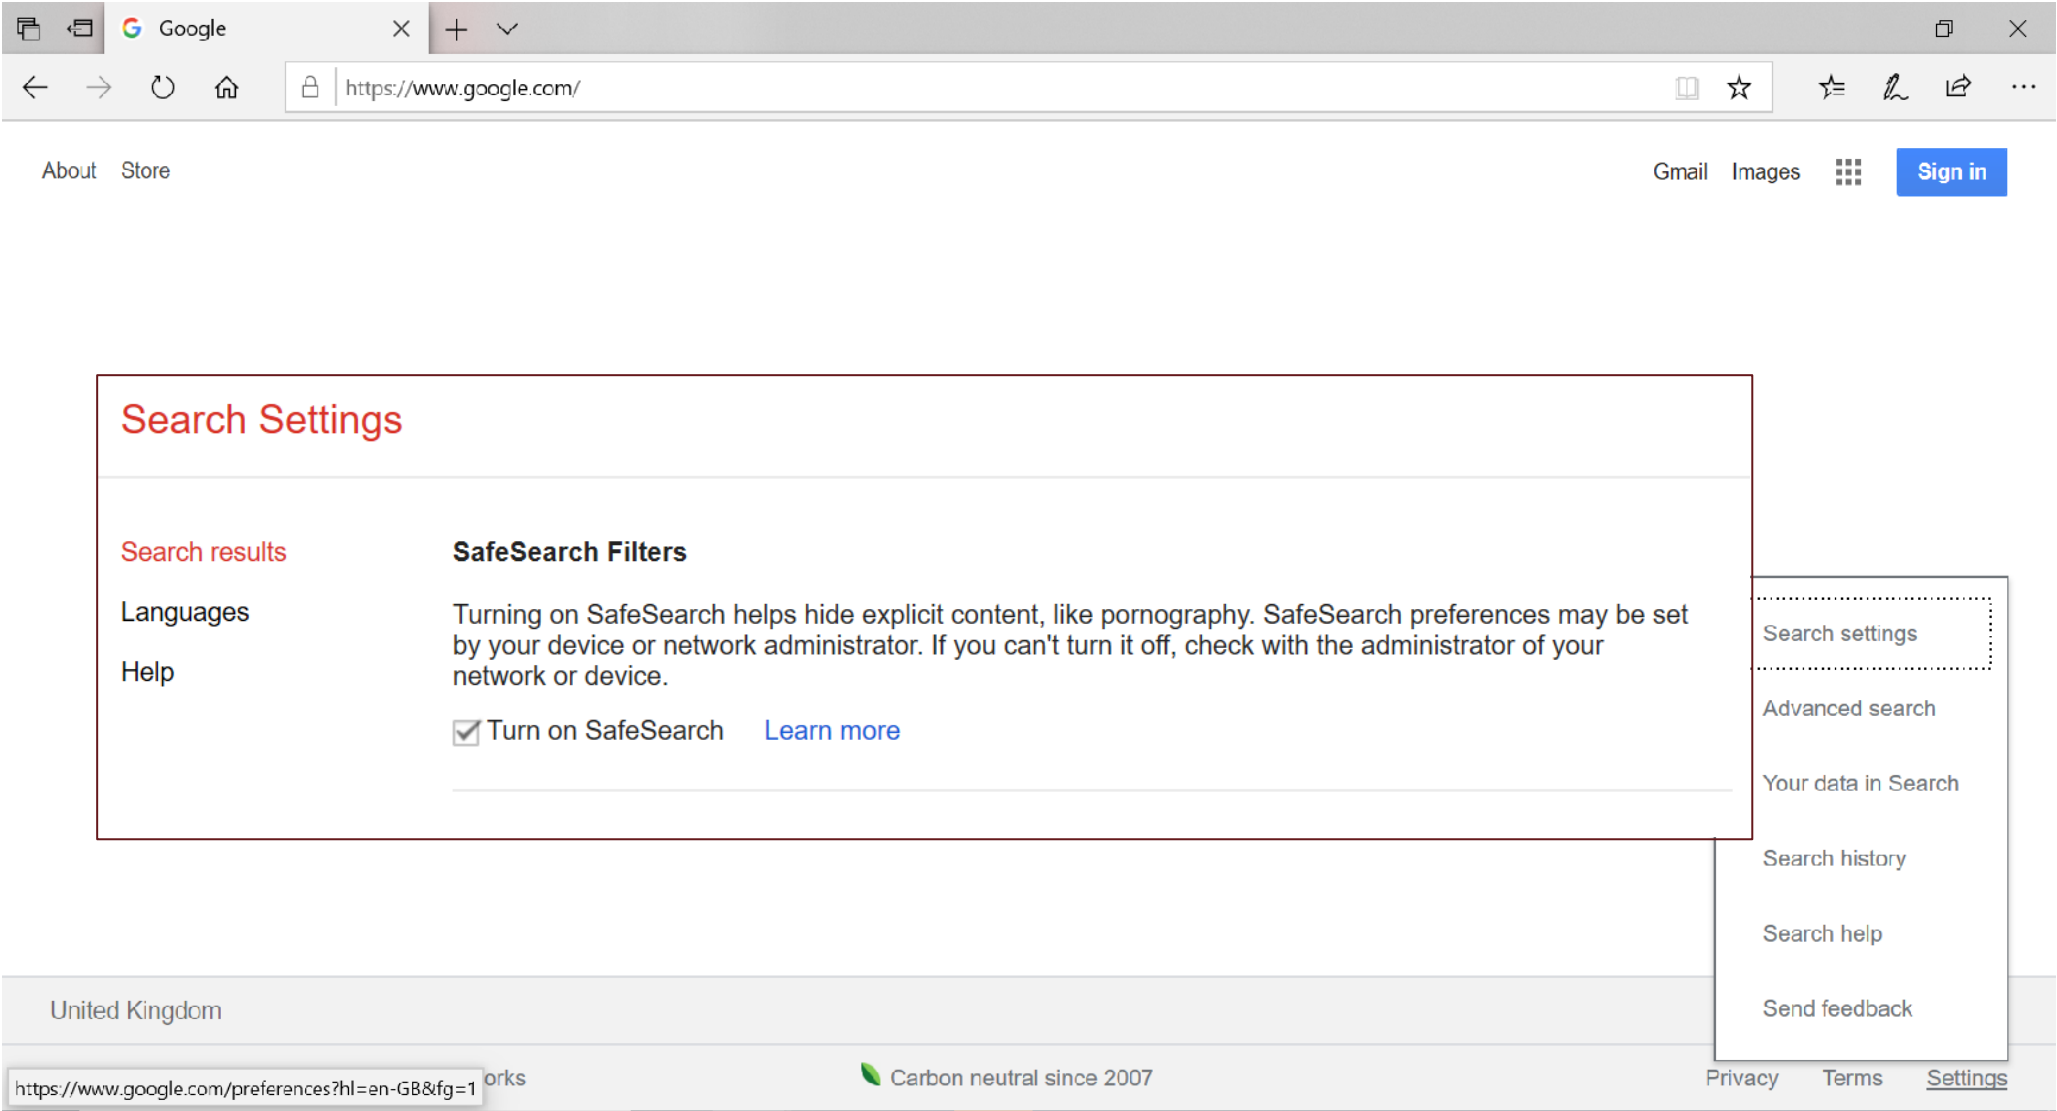 Google
https://www.google.com/
About Store
Gmail Images Sign in
Search Settings
Search results
Languages
Help
SafeSearch Filters
Turning on SafeSearch helps hide explicit content, like pornography. SafeSearch preferences may be set
by your device or network administrator. If you can't turn it off, check with the administrator of your
network or device.
Turn on SafeSearch Learn more
Search settings
Advanced search
Your data in Search
Search history
Search help
Send feedback
United Kingdom
https://www.google.com/preferences?hl=en-GB&fg=1
orks
Carbon neutral since 2007
Privacy Terms Settings